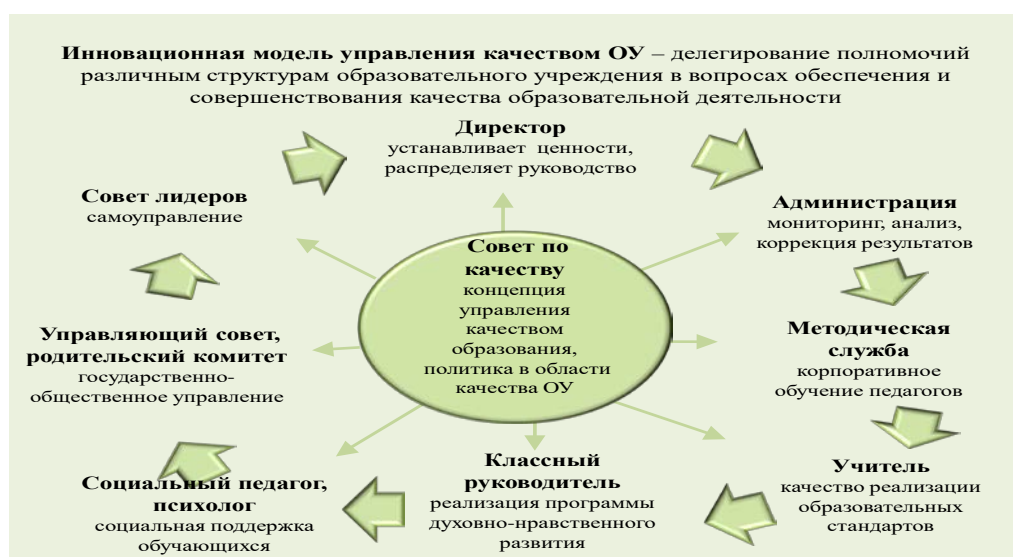 Инновационная модель управления качеством ОУ – делегирование полномочий
различным структурам образовательного учреждения в вопросах обеспечения и
совершенствования качества образовательной деятельности
Директор
устанавливает ценности,
распределяет руководство
Совет лидеров
самоуправление
Администрация
мониторинг, анализ,
коррекция результатов
Совет по
качеству
концепция
управления
качеством
образования,
политика в области
качества ОУ
Управляющий совет,
родительский комитет
государственно-
общественное управление
Методическая
служба
корпоративное
обучение педагогов
Социальный педагог,
психолог
социальная поддержка
обучающихся
Классный
руководитель
реализация программы
духовно-нравственного
развития
Учитель
качество реализации
образовательных
стандартов